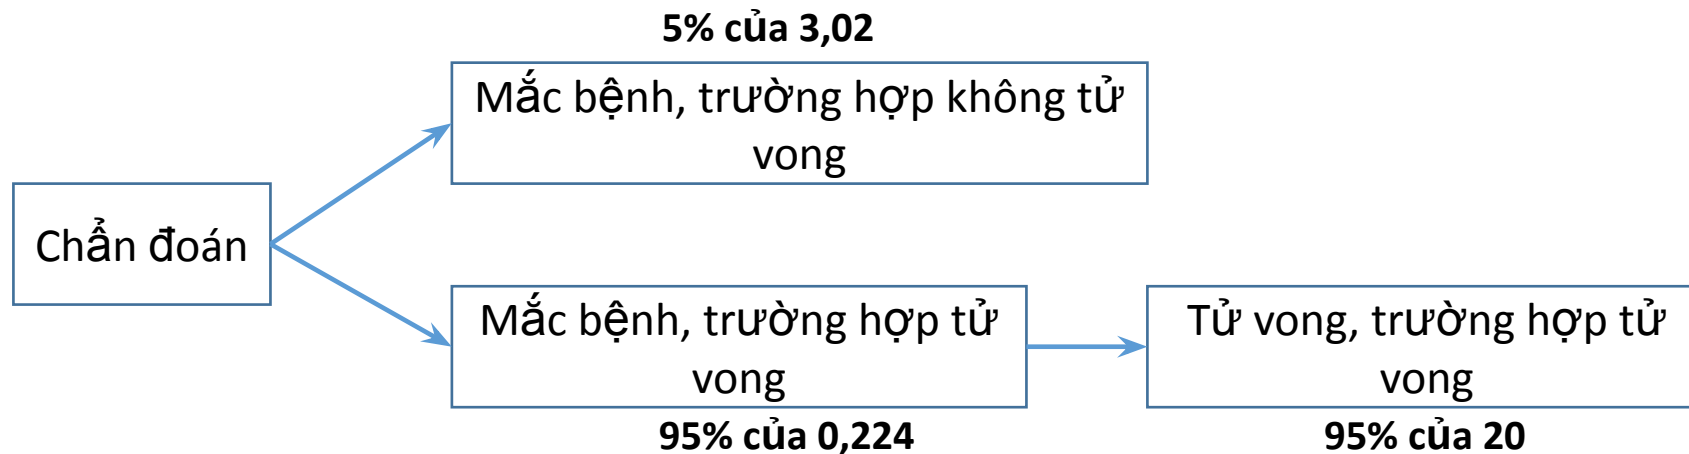 5% của 3,02
Mắc bệnh, trường hợp không tử
vong
Chẩn đoán
Mắc bệnh, trường hợp tử
vong
95% của 0,224
Tử vong, trường hợp tử
vong
95% của 20